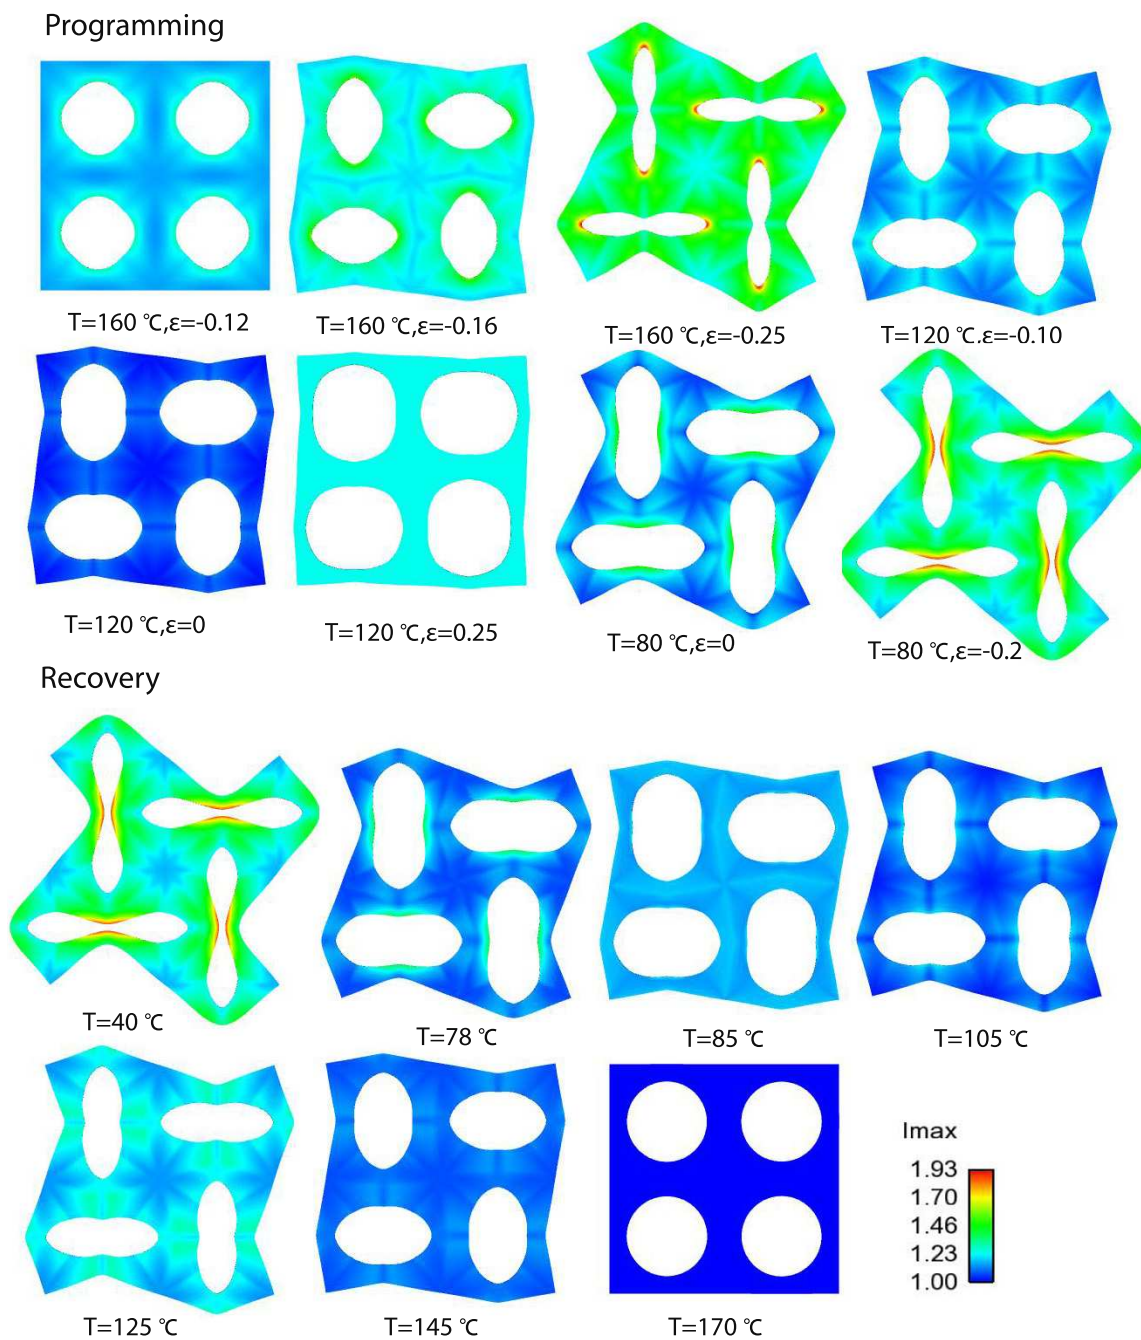 Programming
T=160 ℃,ε=-0.12
T=160 ℃,ε=-0.16
T=160 ℃,ε=-0.25
T=120 ℃,ε=-0.10
T=120 ℃,ε=0
T=120 ℃,ε=0.25
T=80 ℃,ε=0
T=80 ℃,ε=-0.2
Recovery
T=40 ℃
T=78 ℃
T=85 ℃
T=105 ℃
T=125 ℃
T=145 ℃
T=170 ℃
Imax
1.93
1.70
1.46
1.23
1.00